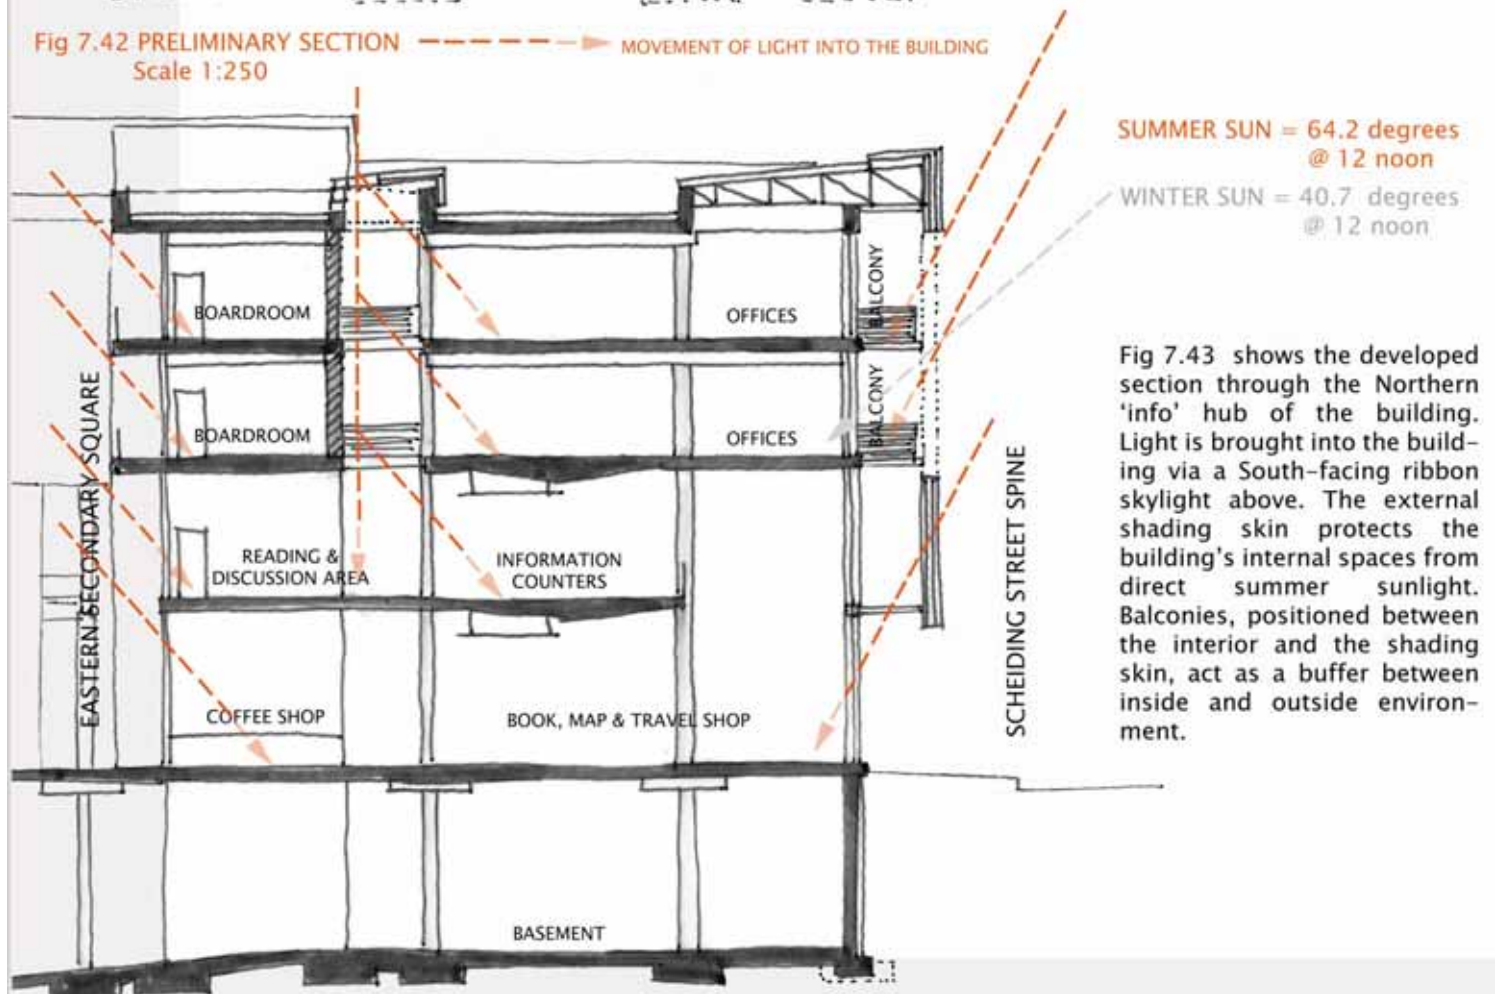 Fig 7.42 PRELIMINARY SECTION
Scale 1:250
MOVEMENT OF LIGHT INTO THE BUILDING
SUMMER SUN = 64.2 degrees
@ 12 noon
WINTER SUN = 40.7 degrees
@ 12 noon
BOARDROOM
OFFICES
BALCONY
BOARDROOM
OFFICES
BALCONY
EASTERN SECONDARY SQUARE
READING &
DISCUSSION AREA
INFORMATION
COUNTERS
SCHEIDING STREET SPINE
COFFEE SHOP
BOOK, MAP & TRAVEL SHOP
BASEMENT
Fig 7.43 shows the developed
section through the Northern
‘info’ hub of the building.
Light is brought into the build-
ing via a South-facing ribbon
skylight above. The external
shading skin protects the
building’s internal spaces from
direct summer sunlight.
Balconies, positioned between
the interior and the shading
skin, act as a buffer between
inside and outside environ-
ment.